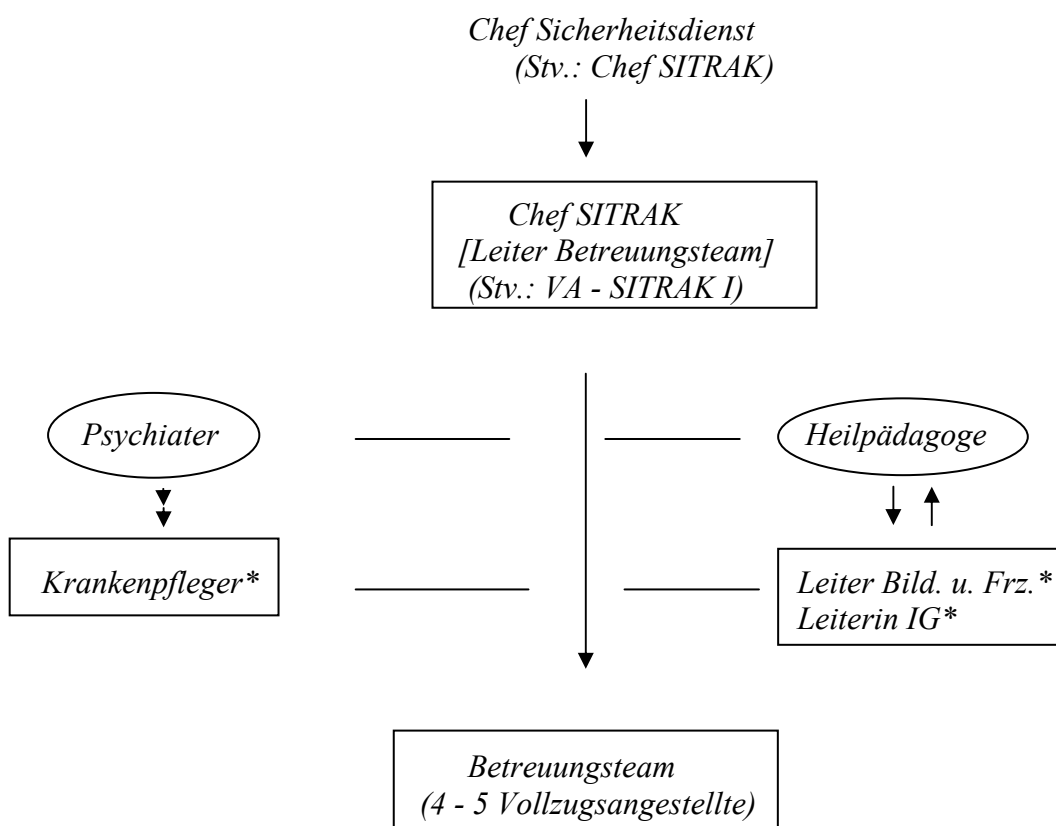 Chef Sicherheitsdienst
(Stv.: Chef SITRAK)
Chef SITRAK
[Leiter Betreuungsteam]
(Stv.: VA - SITRAK I)
Psychiater
Heilpädagoge
Krankenpfleger*
Leiter Bild. u. Frz.*
Leiterin IG*
Betreuungsteam
(4 - 5 Vollzugsangestellte)